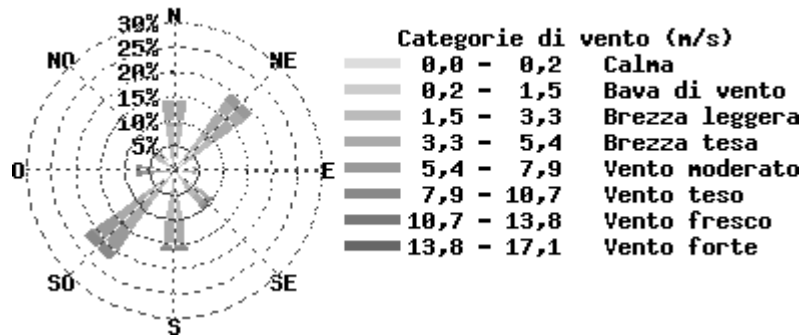 N
30%
25%
20%
15%
10%
5%
NO
NE
O
E
SO
SE
S
Categorie di vento (m/s)
0,0 - 0,2 Calma
0,2 - 1,5 Bava di vento
1,5 - 3,3 Brezza leggera
3,3 - 5,4 Brezza tesa
5,4 - 7,9 Vento moderato
7,9 - 10,7 Vento teso
10,7 - 13,8 Vento fresco
13,8 - 17,1 Vento forte